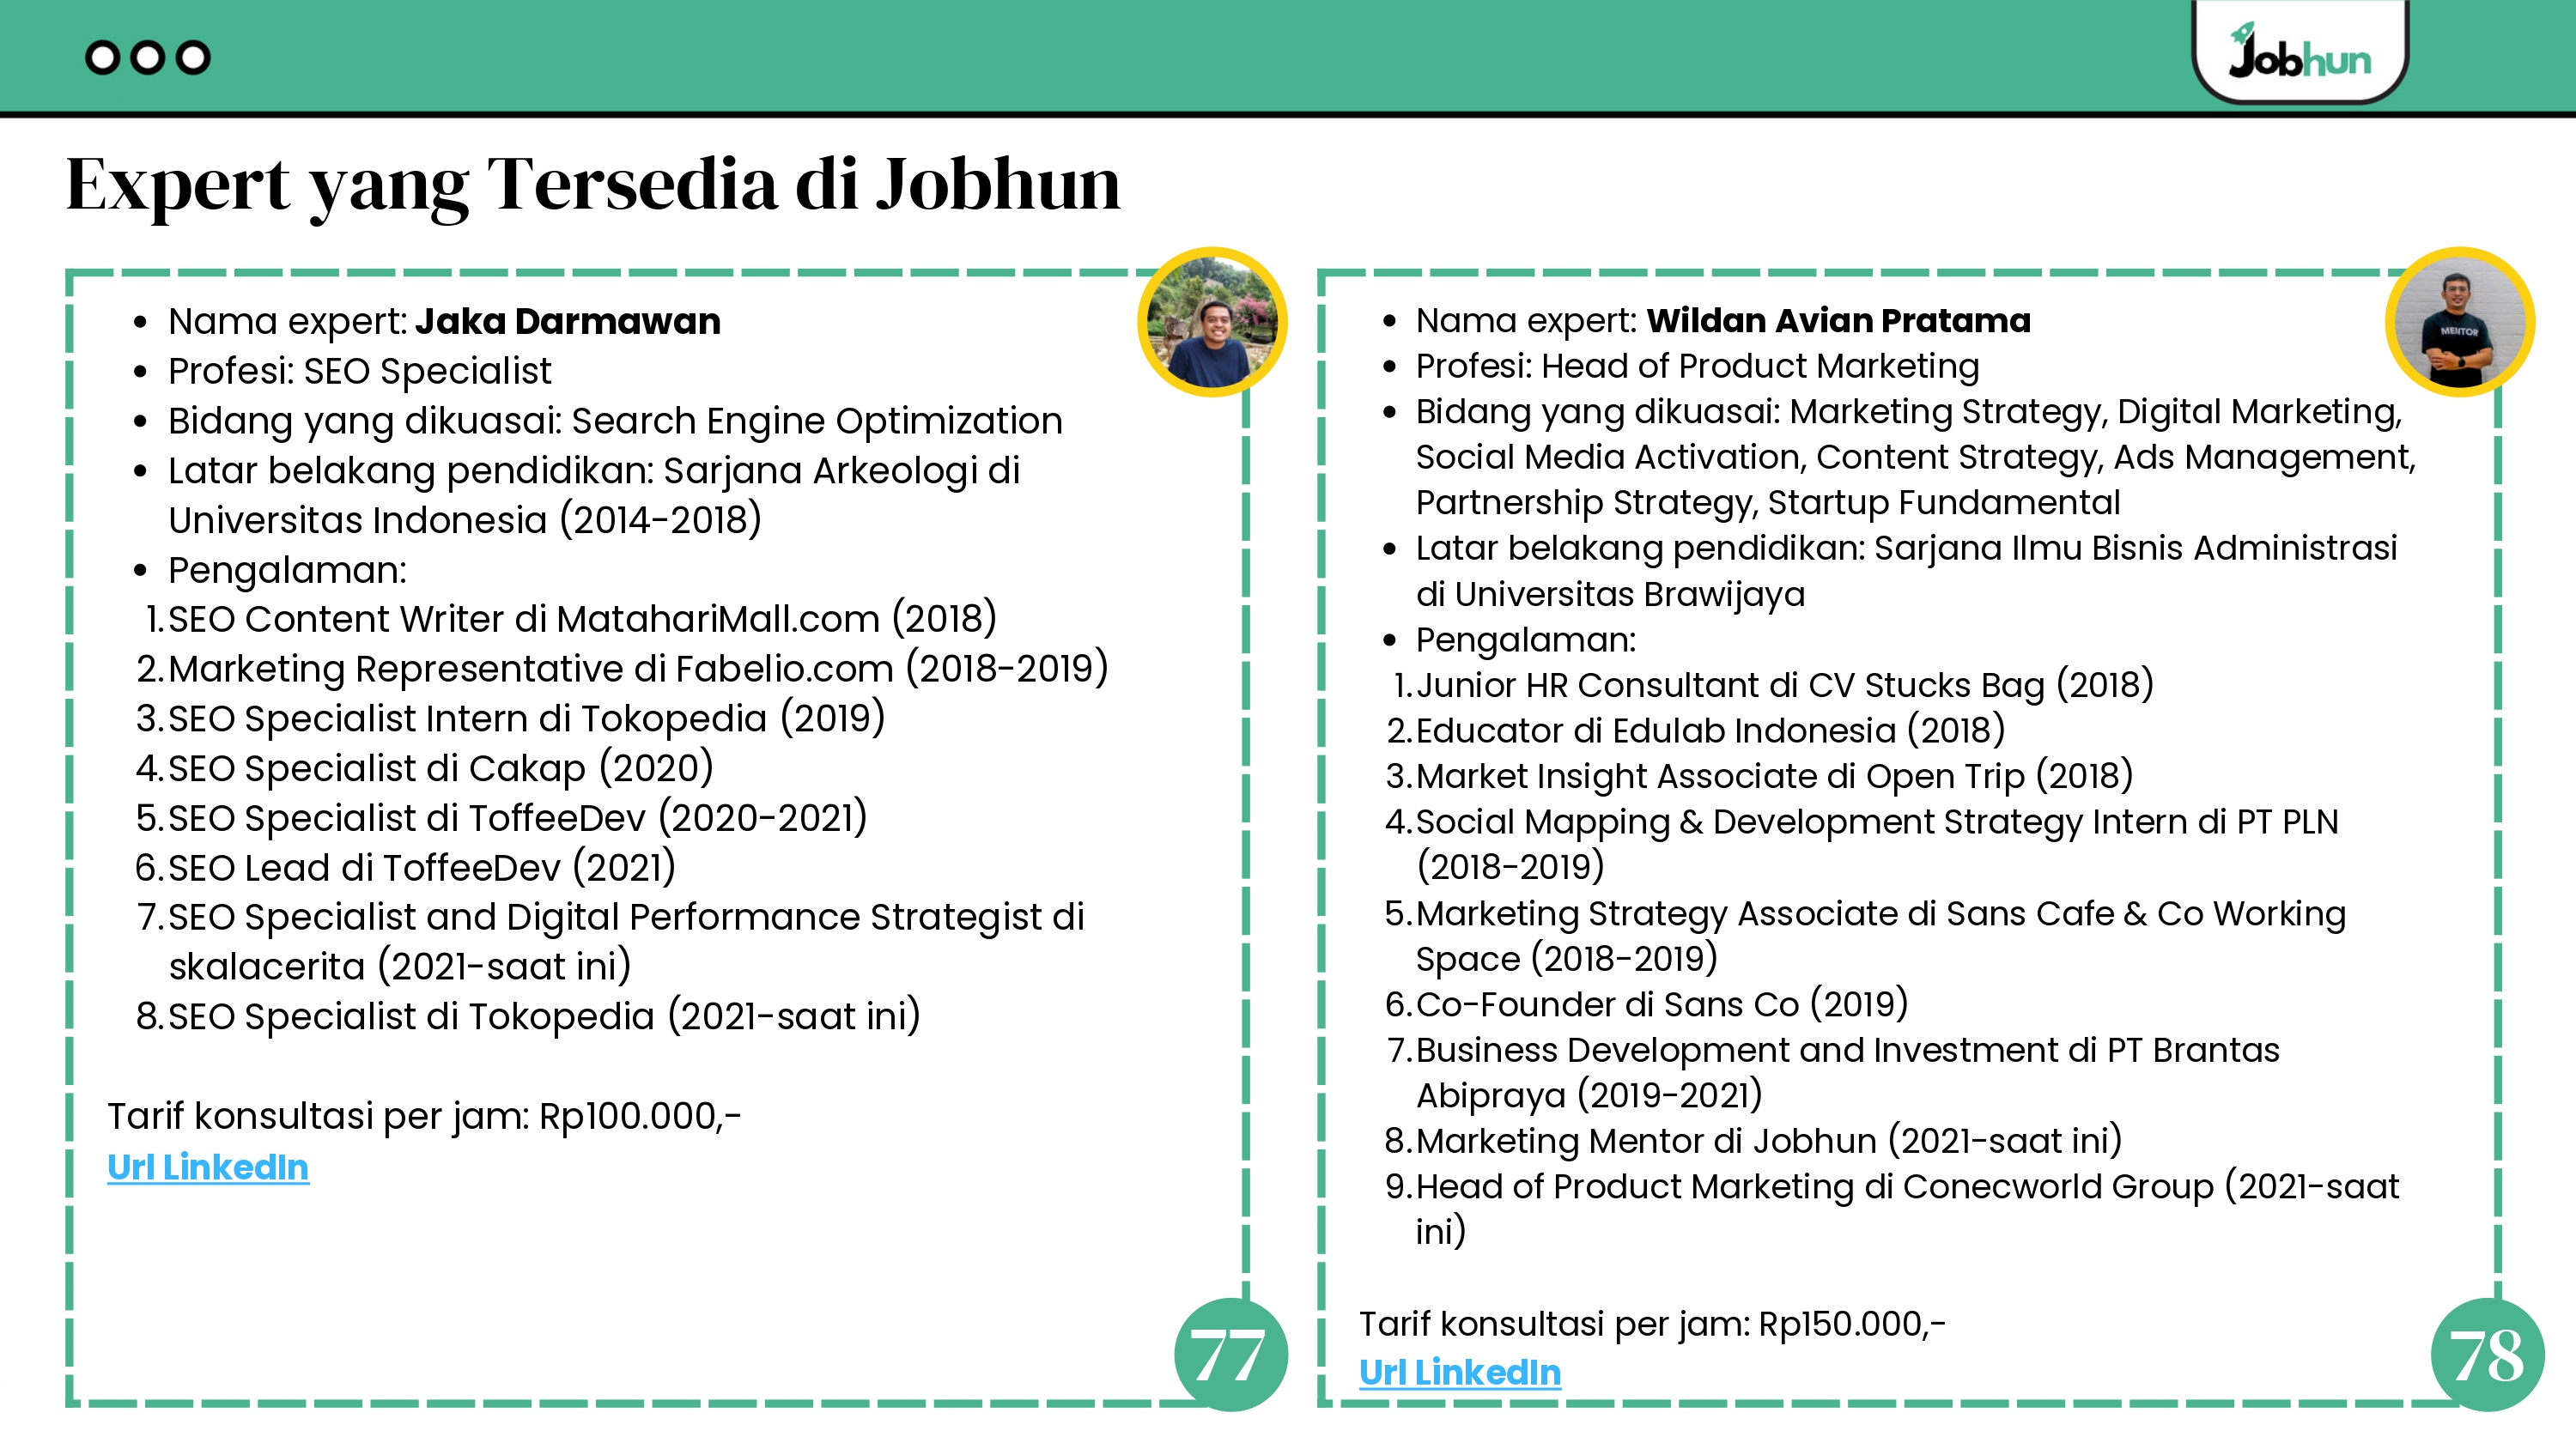 Jobhun
Expert yang Tersedia di Jobhun
• Nama expert: Jaka Darmawan
• Profesi: SEO Specialist
• Bidang yang dikuasai: Search Engine Optimization
• Latar belakang pendidikan: Sarjana Arkeologi di
Universitas Indonesia (2014-2018)
• Pengalaman:
1. SEO Content Writer di MatahariMall.com (2018)
2. Marketing Representative di Fabelio.com (2018-2019)
3. SEO Specialist Intern di Tokopedia (2019)
4. SEO Specialist di Cakap (2020)
5. SEO Specialist di ToffeeDev (2020-2021)
6. SEO Lead di ToffeeDev (2021)
7. SEO Specialist and Digital Performance Strategist di
skalacerita (2021-saat ini)
8. SEO Specialist di Tokopedia (2021-saat ini)
Tarif konsultasi per jam: Rp100.000,-
Url LinkedIn
77
• Nama expert: Wildan Avian Pratama
• Profesi: Head of Product Marketing
• Bidang yang dikuasai: Marketing Strategy, Digital Marketing,
Social Media Activation, Content Strategy, Ads Management,
Partnership Strategy, Startup Fundamental
• Latar belakang pendidikan: Sarjana Ilmu Bisnis Administrasi
di Universitas Brawijaya
• Pengalaman:
1. Junior HR Consultant di CV Stucks Bag (2018)
2. Educator di Edulab Indonesia (2018)
3. Market Insight Associate di Open Trip (2018)
4. Social Mapping & Development Strategy Intern di PT PLN
(2018-2019)
5. Marketing Strategy Associate di Sans Cafe & Co Working
Space (2018-2019)
6. Co-Founder di Sans Co (2019)
7. Business Development and Investment di PT Brantas
Abipraya (2019-2021)
8. Marketing Mentor di Jobhun (2021-saat ini)
9. Head of Product Marketing di Conecworld Group (2021-saat
ini)
Tarif konsultasi per jam: Rp150.000,-
Url LinkedIn
78
MENTOR